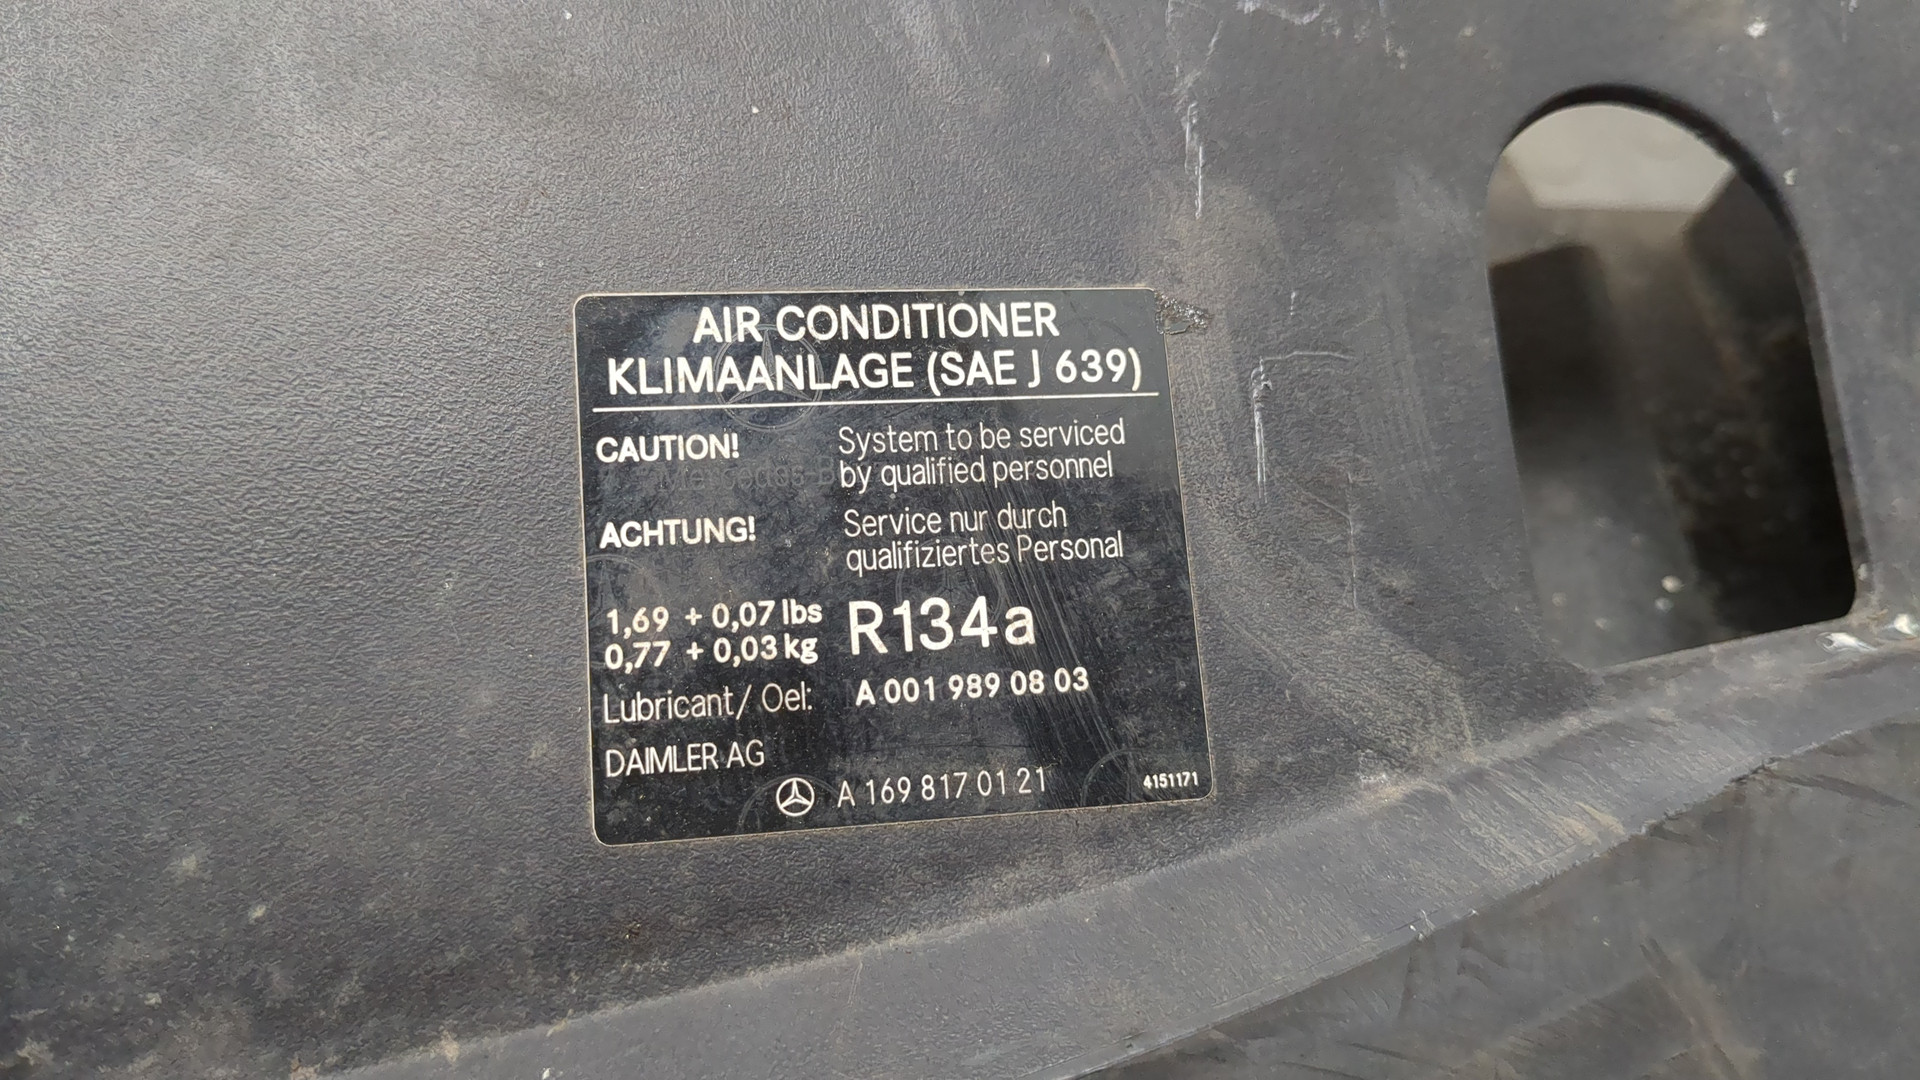 AIR CONDITIONER
KLIMAANLAGE (SAE J 639)
CAUTION! System to be serviced
by qualified personnel
ACHTUNG! Service nur durch
qualifiziertes Personal
1,69 + 0,07 lbs R134a
0,77 + 0,03 kg
Lubricant/ Oel: A 001 989 08 03
DAIMLER AG
A 169 817 01 21 4151171